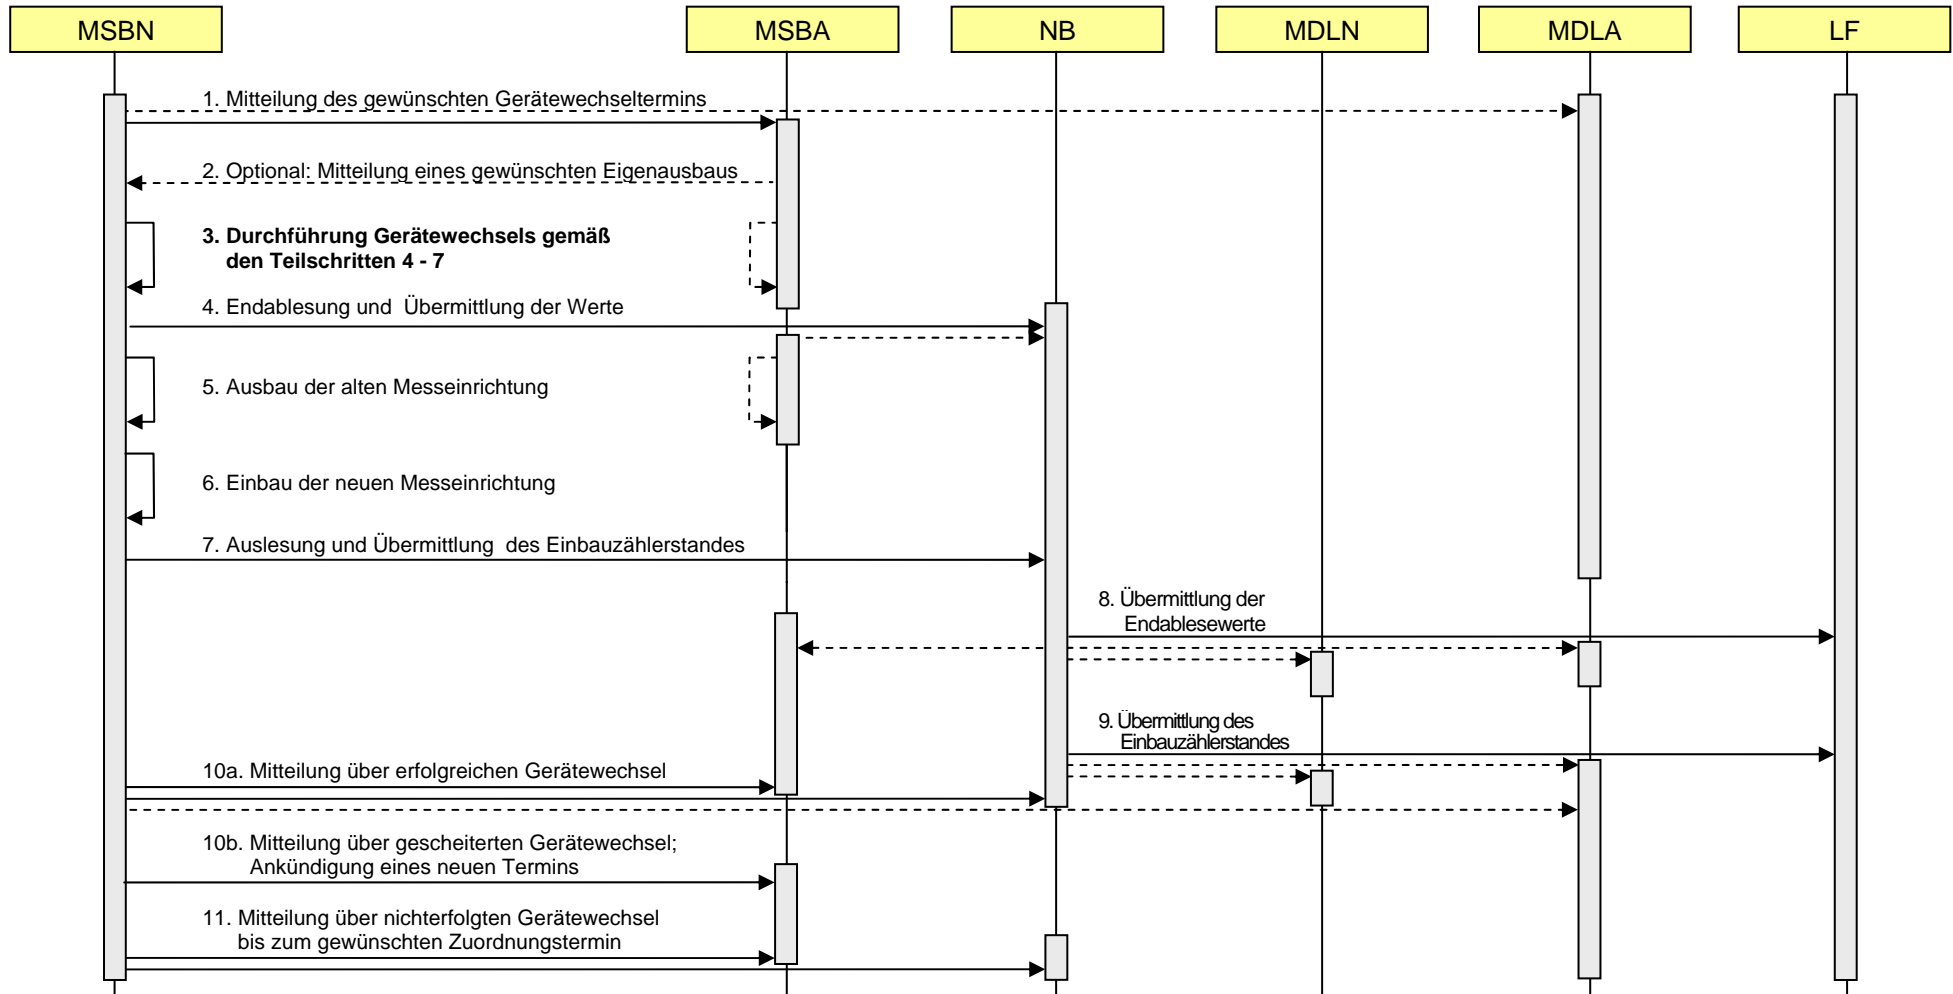 MSBN
MSBA
NB
MDLN
MDLA
LF
1. Mitteilung des gewünschten Gerätewechseltermins
2. Optional: Mitteilung eines gewünschten Eigenausbaus
3. Durchführung Gerätewechsels gemäß
den Teilschritten 4 - 7
4. Endablesung und Übermittlung der Werte
5. Ausbau der alten Messeinrichtung
6. Einbau der neuen Messeinrichtung
7. Auslesung und Übermittlung des Einbauzählerstandes
8. Übermittlung der
Endablesewerte
9. Übermittlung des
Einbauzählerstandes
10a. Mitteilung über erfolgreichen Gerätewechsel
10b. Mitteilung über gescheiterten Gerätewechsel;
Ankündigung eines neuen Termins
11. Mitteilung über nichterfolgten Gerätewechsel
bis zum gewünschten Zuordnungstermin